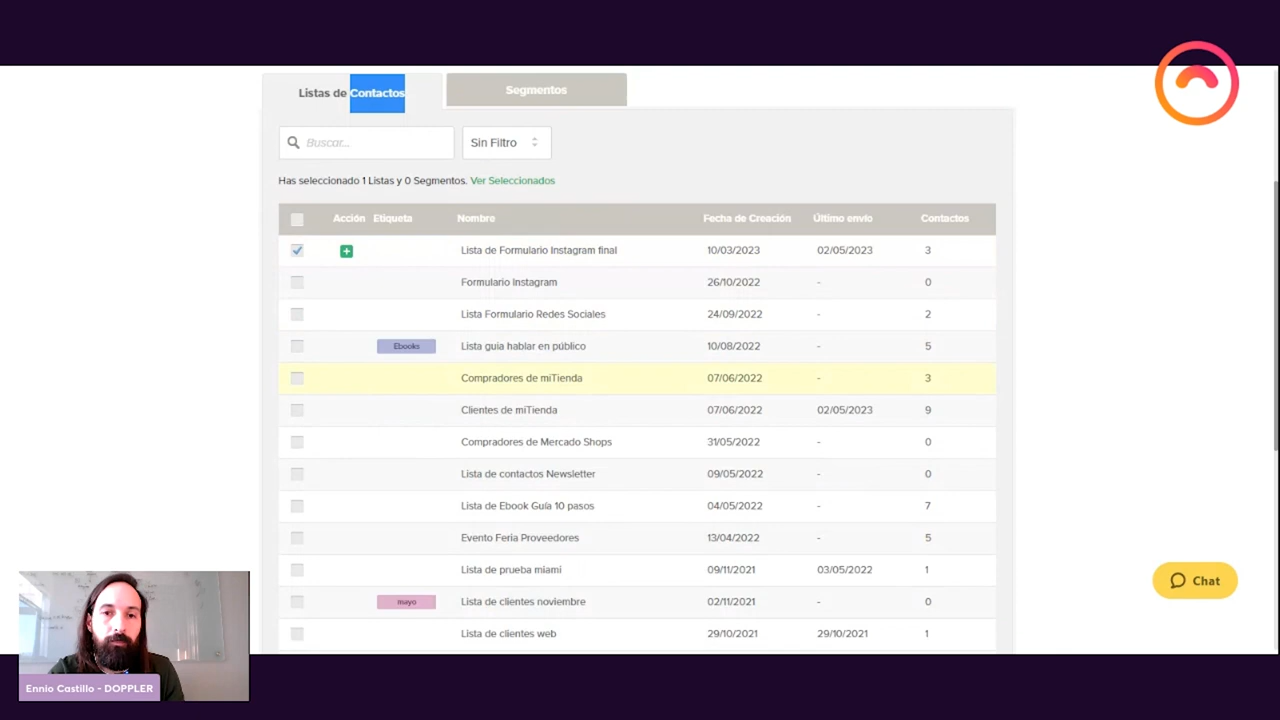 Listas de Contactos
Segmentos
Buscar...
Sin Filtro
Has seleccionado 1 Listas y 0 Segmentos. Ver Seleccionados
Acción Etiqueta Nombre Fecha de Creación Último envío Contactos
Lista de Formulario Instagram final 10/03/2023 02/05/2023 3
Formulario Instagram 26/10/2022 - 0
Lista Formulario Redes Sociales 24/09/2022 - 2
Ebooks Lista guia hablar en público 10/08/2022 - 5
Compradores de miTienda 07/06/2022 - 3
Clientes de miTienda 07/06/2022 02/05/2023 9
Compradores de Mercado Shops 31/05/2022 - 0
Lista de contactos Newsletter 09/05/2022 - 0
Lista de Ebook Guía 10 pasos 04/05/2022 - 7
Evento Feria Proveedores 13/04/2022 - 5
Lista de prueba miami 09/11/2021 03/05/2022 1
mayo Lista de clientes noviembre 02/11/2021 - 0
Lista de clientes web 29/10/2021 29/10/2021 1
Chat
Ennio Castillo - DOPPLER